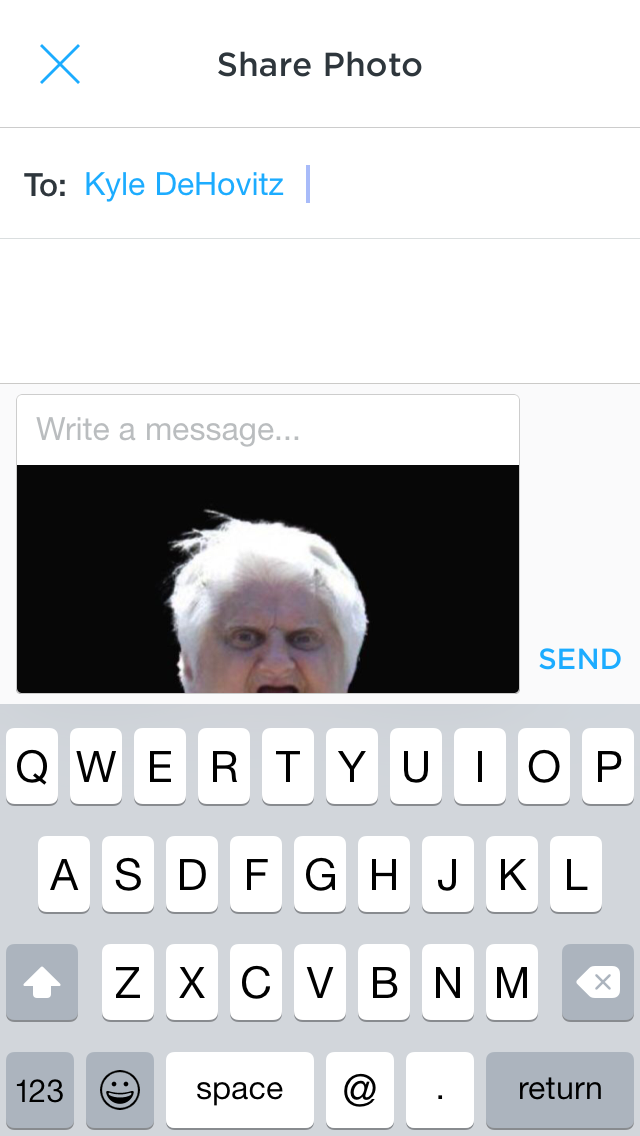 Share Photo
To: Kyle DeHovitz
Write a message...
SEND
Q W E R T Y U I O P
A S D F G H J K L
Z X C V B N M
123 space @ . return